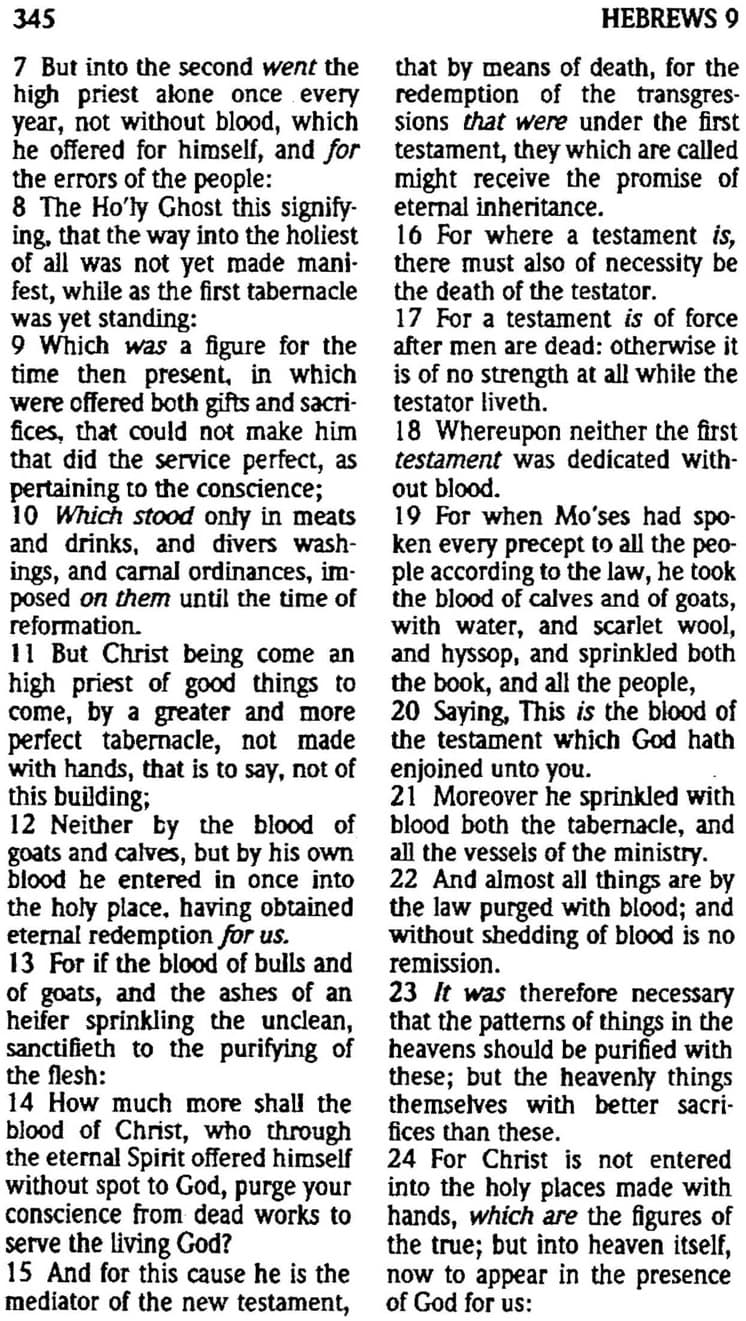 345
HEBREWS 9
7 But into the second went the
high priest alone once every
year, not without blood, which
he offered for himself, and for
the errors of the people:
8 The Ho'ly Ghost this signify-
ing, that the way into the holiest
of all was not yet made mani-
fest, while as the first tabernacle
was yet standing:
9 Which was a figure for the
time then present, in which
were offered both gifts and sacri-
fices, that could not make him
that did the service perfect, as
pertaining to the conscience;
10 Which stood only in meats
and drinks, and divers wash-
ings, and carnal ordinances, im-
posed on them until the time of
reformation.
11 But Christ being come an
high priest of good things to
come, by a greater and more
perfect tabernacle, not made
with hands, that is to say, not of
this building;
12 Neither by the blood of
goats and calves, but by his own
blood he entered in once into
the holy place, having obtained
eternal redemption for us.
13 For if the blood of bulls and
of goats, and the ashes of an
heifer sprinkling the unclean,
sanctifieth to the purifying of
the flesh:
14 How much more shall the
blood of Christ, who through
the eternal Spirit offered himself
without spot to God, purge your
conscience from dead works to
serve the living God?
15 And for this cause he is the
mediator of the new testament,
that by means of death, for the
redemption of the transgres-
sions that were under the first
testament, they which are called
might receive the promise of
eternal inheritance.
16 For where a testament is,
there must also of necessity be
the death of the testator.
17 For a testament is of force
after men are dead: otherwise it
is of no strength at all while the
testator liveth.
18 Whereupon neither the first
testament was dedicated with-
out blood.
19 For when Mo'ses had spo-
ken every precept to all the peo-
ple according to the law, he took
the blood of calves and of goats,
with water, and scarlet wool,
and hyssop, and sprinkled both
the book, and all the people,
20 Saying, This is the blood of
the testament which God hath
enjoined unto you.
21 Moreover he sprinkled with
blood both the tabernacle, and
all the vessels of the ministry.
22 And almost all things are by
the law purged with blood; and
without shedding of blood is no
remission.
23 It was therefore necessary
that the patterns of things in the
heavens should be purified with
these; but the heavenly things
themselves with better sacri-
fices than these.
24 For Christ is not entered
into the holy places made with
hands, which are the figures of
the true; but into heaven itself,
now to appear in the presence
of God for us: